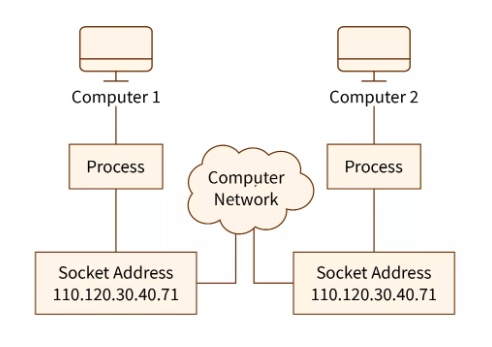 Computer 1
Computer 2
Process
Computer
Network
Process
Socket Address
110.120.30.40.71
Socket Address
110.120.30.40.71